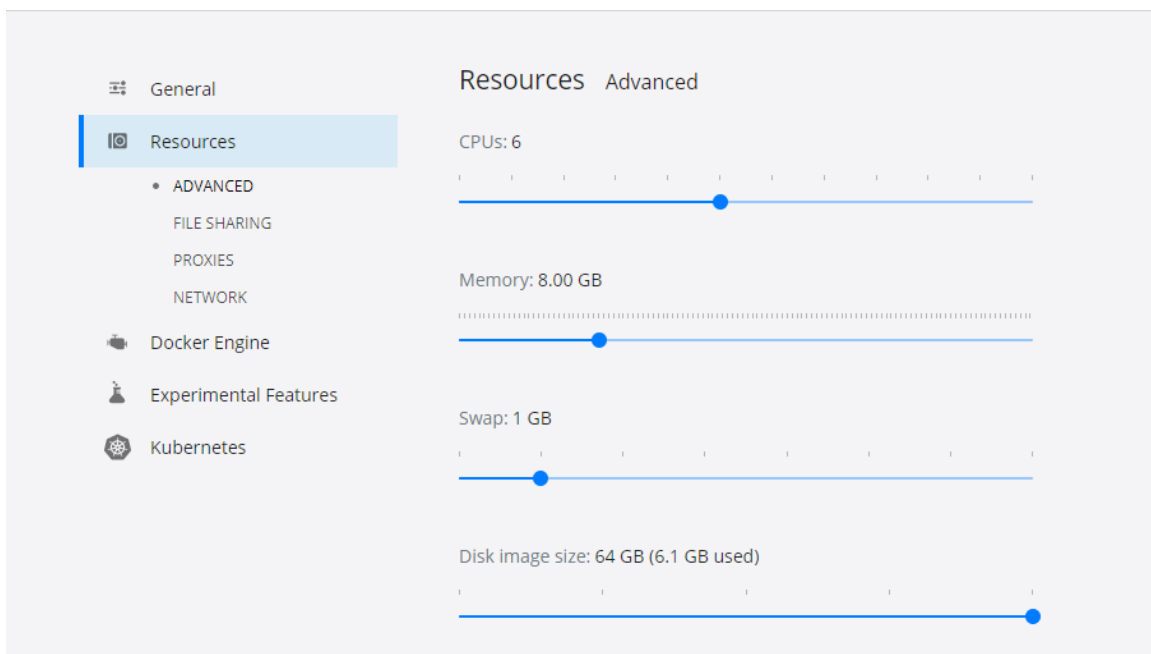 General
Resources
ADVANCED
FILE SHARING
PROXIES
NETWORK
Docker Engine
Experimental Features
Kubernetes
Resources Advanced
CPUs: 6
Memory: 8.00 GB
Swap: 1 GB
Disk image size: 64 GB (6.1 GB used)